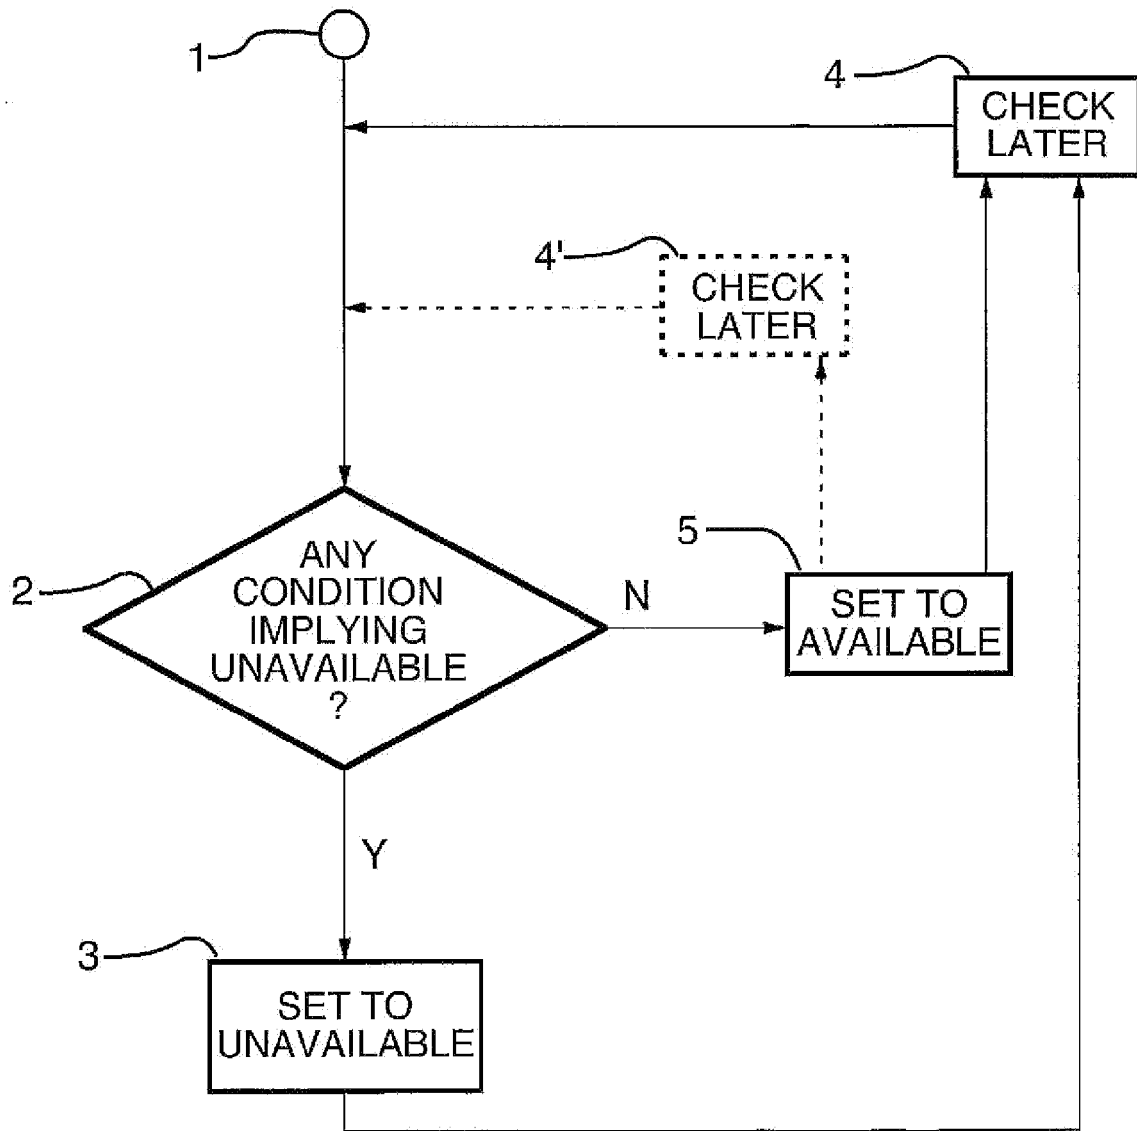 1
4
CHECK
LATER
4'
CHECK
LATER
2
ANY
CONDITION
IMPLYING
UNAVAILABLE
?
N
5
SET TO
AVAILABLE
Y
3
SET TO
UNAVAILABLE